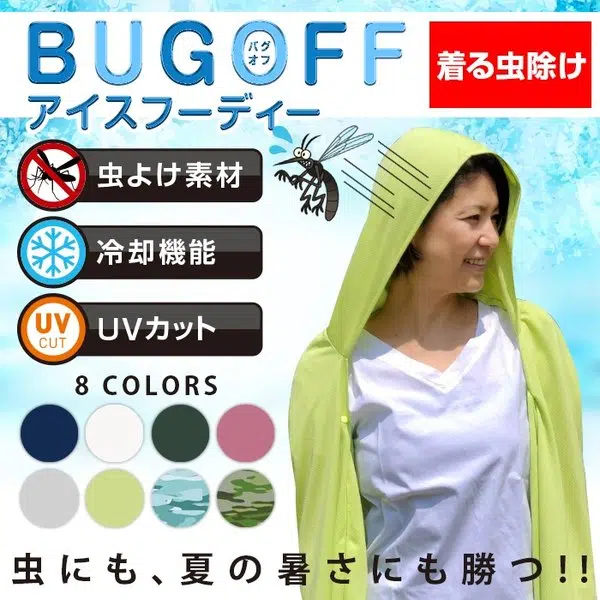 BUGOFF
バグ
オフ
アイスフーディー
着る虫除け
虫よけ素材
冷却機能
UV
CUT
UVカット
8 COLORS
虫にも、夏の暑さにも勝つ!!